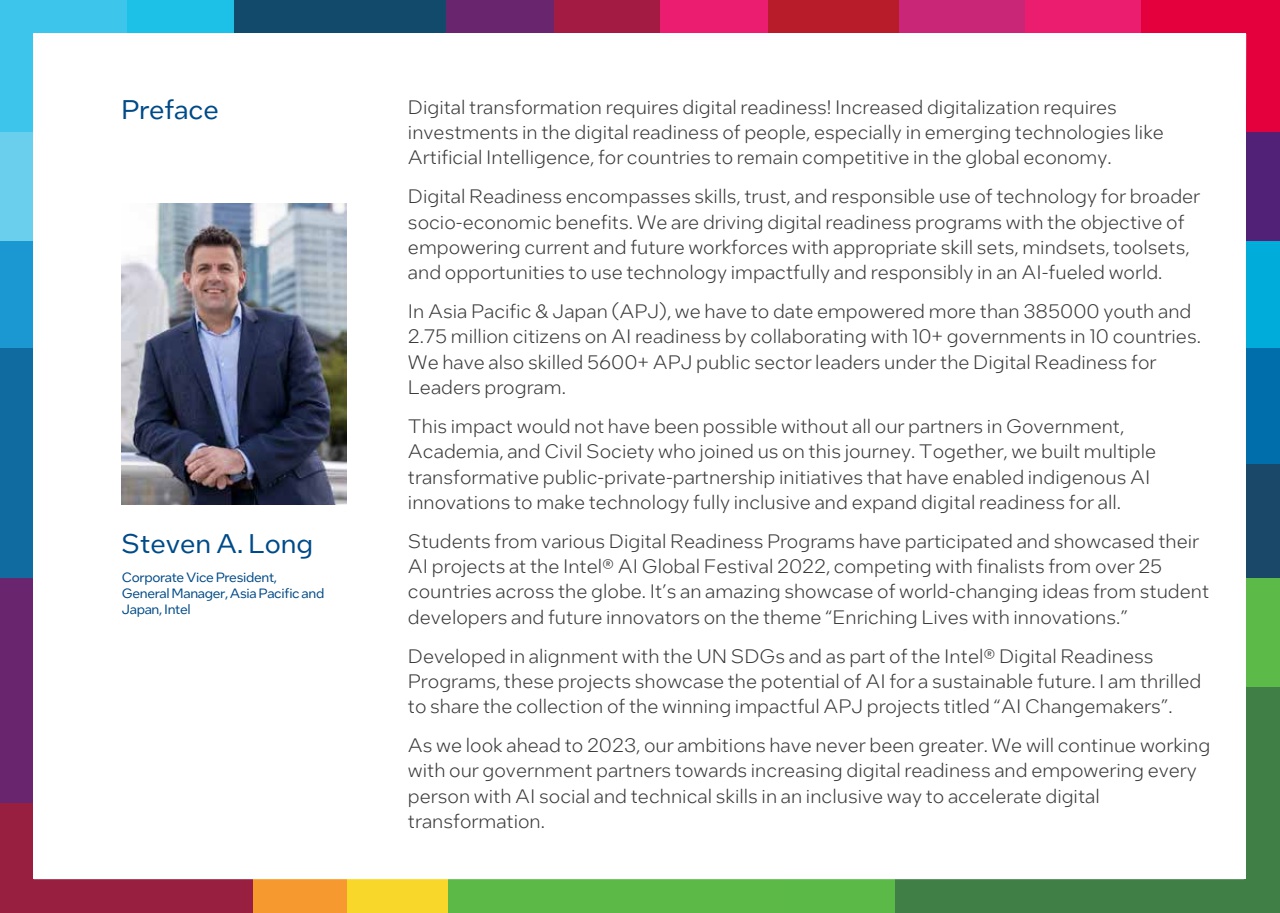 Preface
Steven A. Long
Corporate Vice President,
General Manager, Asia Pacific and
Japan, Intel
Digital transformation requires digital readiness! Increased digitalization requires
investments in the digital readiness of people, especially in emerging technologies like
Artificial Intelligence, for countries to remain competitive in the global economy.
Digital Readiness encompasses skills, trust, and responsible use of technology for broader
socio-economic benefits. We are driving digital readiness programs with the objective of
empowering current and future workforces with appropriate skill sets, mindsets, toolsets,
and opportunities to use technology impactfully and responsibly in an AI-fueled world.
In Asia Pacific & Japan (APJ), we have to date empowered more than 385000 youth and
2.75 million citizens on AI readiness by collaborating with 10+ governments in 10 countries.
We have also skilled 5600+ APJ public sector leaders under the Digital Readiness for
Leaders program.
This impact would not have been possible without all our partners in Government,
Academia, and Civil Society who joined us on this journey. Together, we built multiple
transformative public-private-partnership initiatives that have enabled indigenous AI
innovations to make technology fully inclusive and expand digital readiness for all.
Students from various Digital Readiness Programs have participated and showcased their
AI projects at the Intel® AI Global Festival 2022, competing with finalists from over 25
countries across the globe. It’s an amazing showcase of world-changing ideas from student
developers and future innovators on the theme “Enriching Lives with innovations.”
Developed in alignment with the UN SDGs and as part of the Intel® Digital Readiness
Programs, these projects showcase the potential of AI for a sustainable future. I am thrilled
to share the collection of the winning impactful APJ projects titled “AI Changemakers”.
As we look ahead to 2023, our ambitions have never been greater. We will continue working
with our government partners towards increasing digital readiness and empowering every
person with AI social and technical skills in an inclusive way to accelerate digital
transformation.